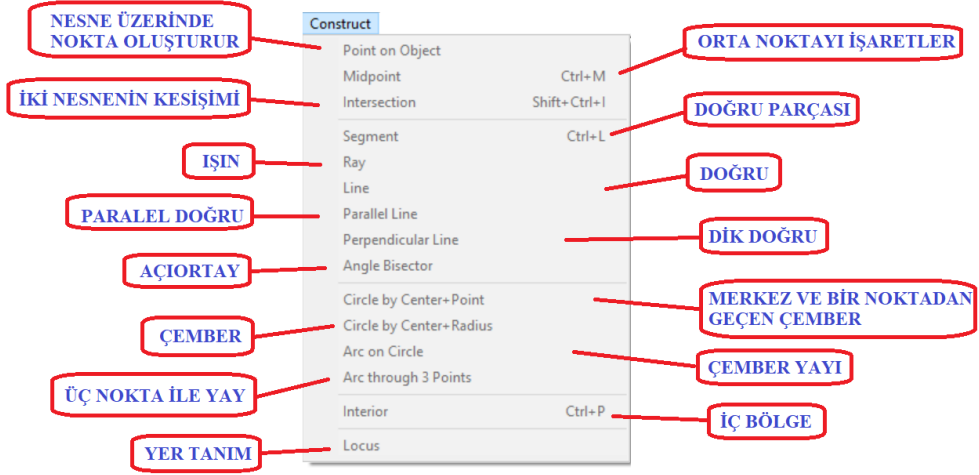 NESNE ÜZERİNDE
NOKTA OLUŞTURUR
Construct
Point on Object
ORTA NOKTAYI İŞARETLER
Midpoint Ctrl+M
İKİ NESNENİN KESİŞİMİ
Intersection Shift+Ctrl+I
DOĞRU PARÇASI
Segment Ctrl+L
IŞIN
Ray
DOĞRU
Line
PARALEL DOĞRU
Parallel Line
DİK DOĞRU
Perpendicular Line
AÇIORTAY
Angle Bisector
MERKEZ VE BİR NOKTADAN
GEÇEN ÇEMBER
Circle by Center+Point
ÇEMBER
Circle by Center+Radius
ÇEMBER YAYI
Arc on Circle
ÜÇ NOKTA İLE YAY
Arc through 3 Points
İÇ BÖLGE
Interior Ctrl+P
YER TANIM
Locus